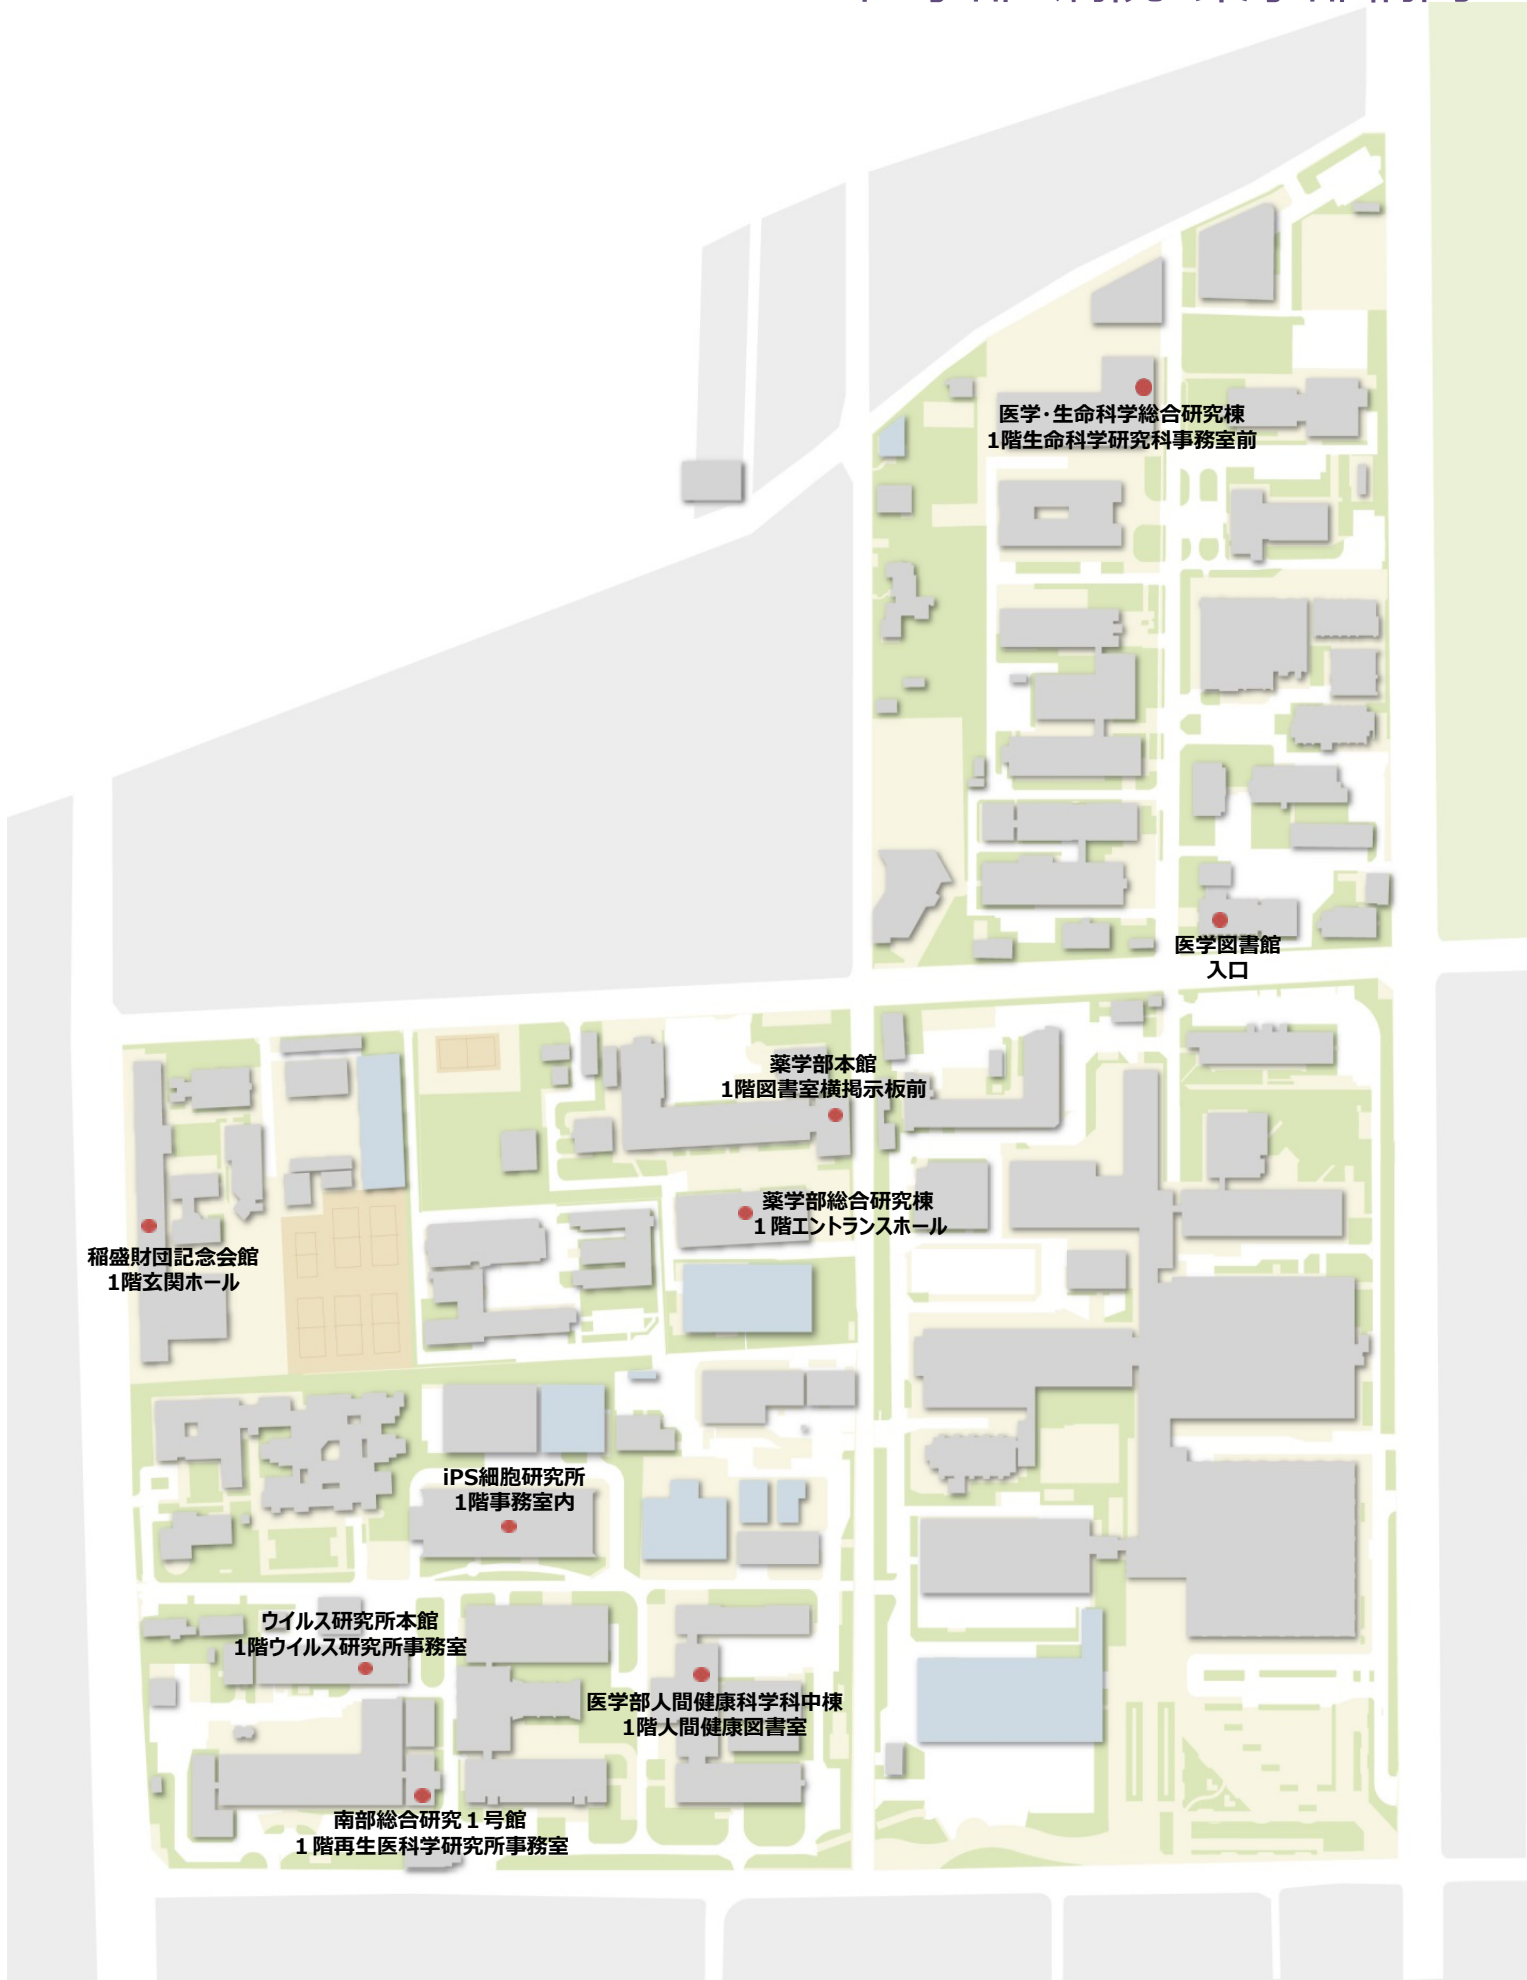 医学・生命科学総合研究棟
1階生命科学研究科事務室前
医学図書館
入口
薬学部本館
1階図書室横掲示板前
薬学部総合研究棟
1階エントランスホール
稲盛財団記念会館
1階玄関ホール
iPS細胞研究所
1階事務室内
ウイルス研究所本館
1階ウイルス研究所事務室
医学部人間健康科学科中棟
1階人間健康図書室
南部総合研究1号館
1階再生医科学研究所事務室